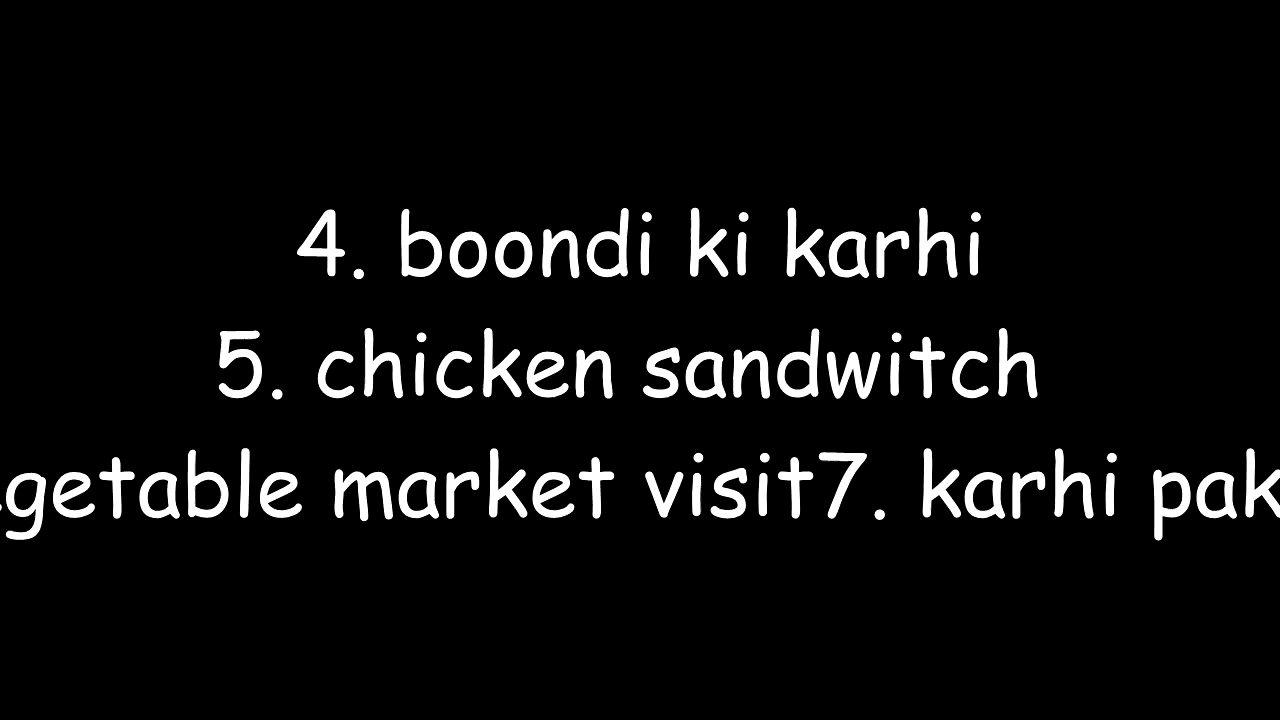 4. boondi ki karhi
5. chicken sandwitch
getable market visit7. karhi pak